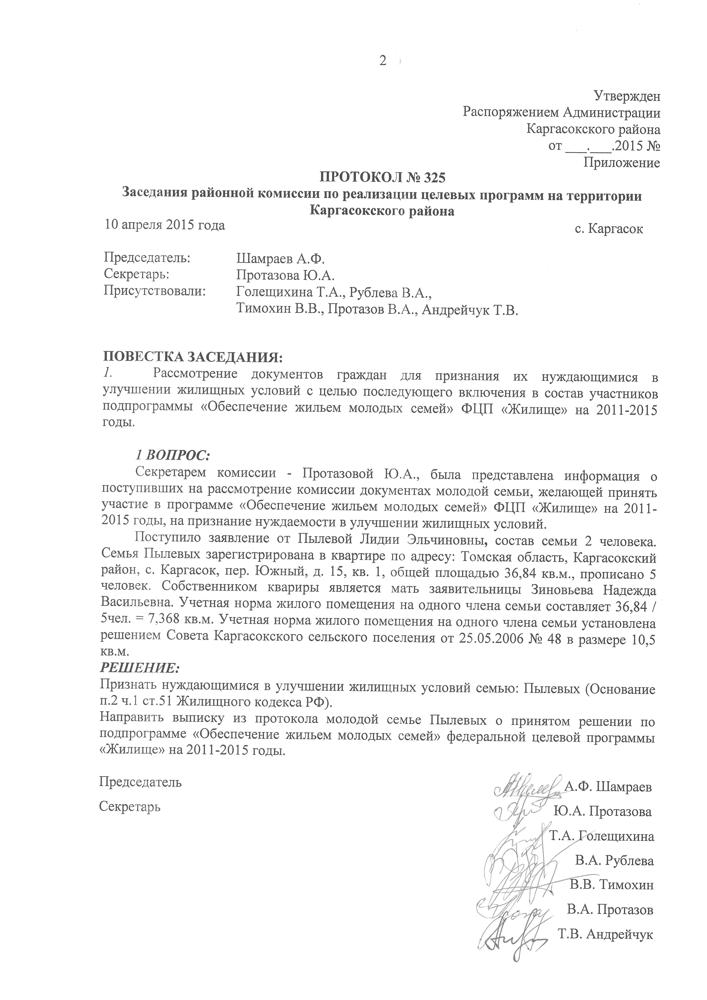 2
Утвержден
Распоряжением Администрации
Каргасокского района
от ___.___.2015 №
Приложение
ПРОТОКОЛ № 325
Заседания районной комиссии по реализации целевых программ на территории
Каргасокского района
10 апреля 2015 года с. Каргасок
Председатель: Шамраев А.Ф.
Секретарь: Протазова Ю.А.
Присутствовали: Голещихина Т.А., Рублева В.А.,
Тимохин В.В., Протазов В.А., Андрейчук Т.В.
ПОВЕСТКА ЗАСЕДАНИЯ:
1. Рассмотрение документов граждан для признания их нуждающимися в
улучшении жилищных условий с целью последующего включения в состав участников
подпрограммы «Обеспечение жильем молодых семей» ФЦП «Жилище» на 2011-2015
годы.
1 ВОПРОС:
Секретарем комиссии - Протазовой Ю.А., была представлена информация о
поступивших на рассмотрение комиссии документах молодой семьи, желающей принять
участие в программе «Обеспечение жильем молодых семей» ФЦП «Жилище» на 2011-
2015 годы, на признание нуждаемости в улучшении жилищных условий.
Поступило заявление от Пылевой Лидии Эльчиновны, состав семьи 2 человека.
Семья Пылевых зарегистрирована в квартире по адресу: Томская область, Каргасокский
район, с. Каргасок, пер. Южный, д. 15, кв. 1, общей площадью 36,84 кв.м., прописано 5
человек. Собственником квариры является мать заявительницы Зиновьева Надежда
Васильевна. Учетная норма жилого помещения на одного члена семьи составляет 36,84 /
5чел. = 7,368 кв.м. Учетная норма жилого помещения на одного члена семьи установлена
решением Совета Каргасокского сельского поселения от 25.05.2006 № 48 в размере 10,5
кв.м.
РЕШЕНИЕ:
Признать нуждающимися в улучшении жилищных условий семью: Пылевых (Основание
п.2 ч.1 ст.51 Жилищного кодекса РФ).
Направить выписку из протокола молодой семье Пылевых о принятом решении по
подпрограмме «Обеспечение жильем молодых семей» федеральной целевой программы
«Жилище» на 2011-2015 годы.
Председатель А.Ф. Шамраев
Секретарь Ю.А. Протазова
Т.А. Голещихина
В.А. Рублева
В.В. Тимохин
В.А. Протазов
Т.В. Андрейчук